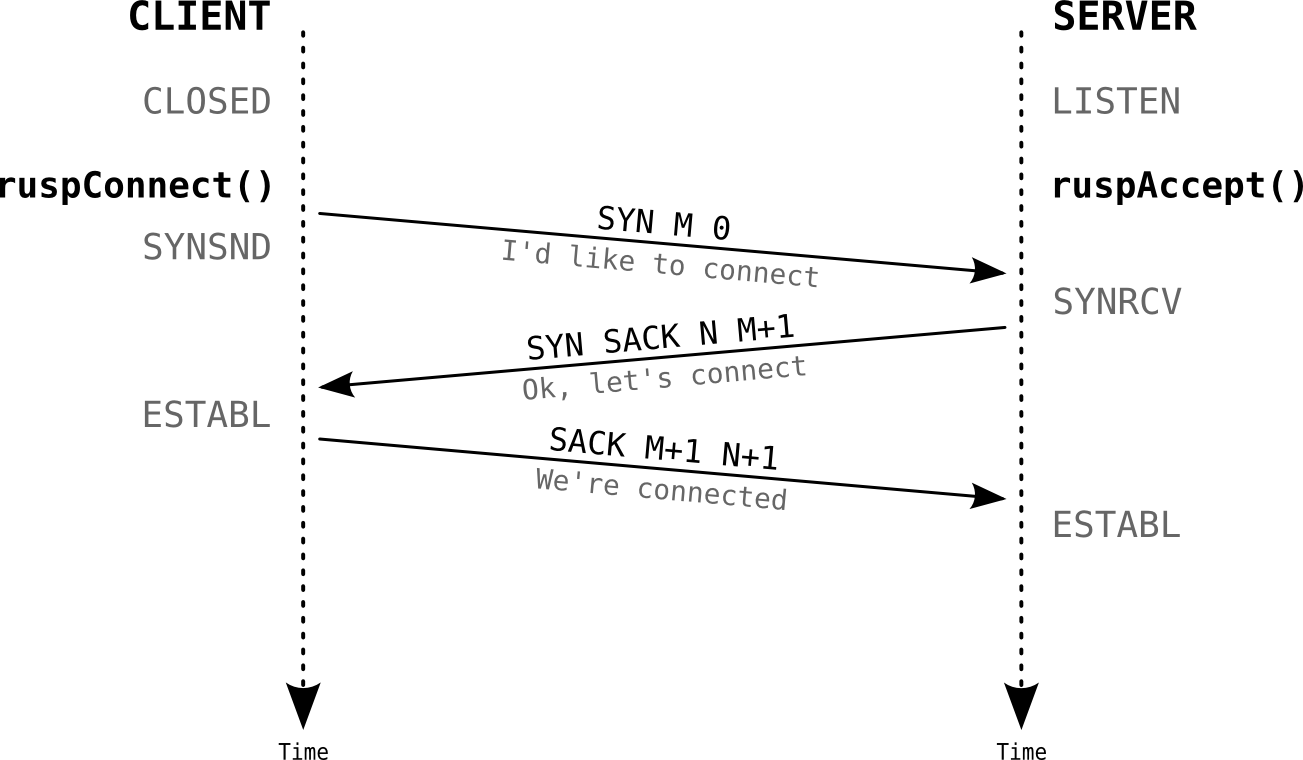 CLIENT
SERVER
CLOSED
LISTEN
ruspConnect()
ruspAccept()
SYN M 0
I'd like to connect
SYNSND
SYNRCV
SYN SACK N M+1
Ok, let's connect
ESTABL
SACK M+1 N+1
We're connected
ESTABL
Time
Time